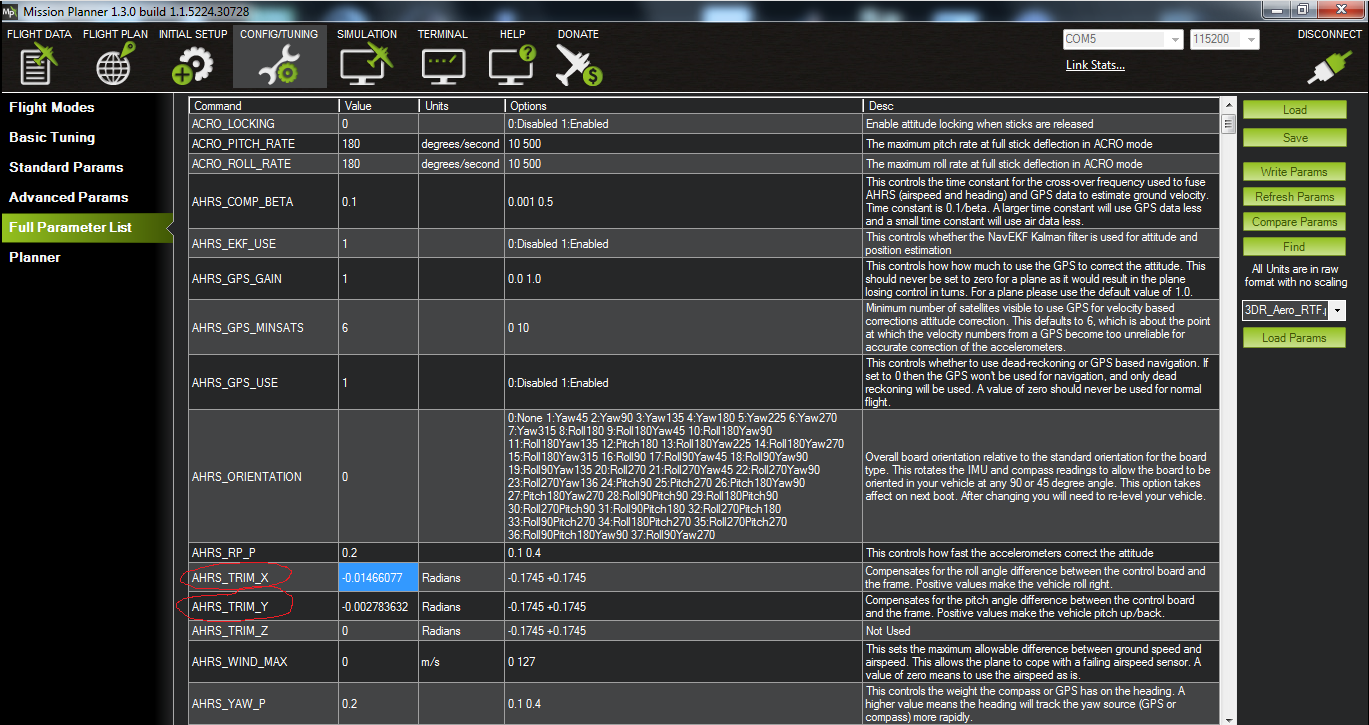 Mission Planner 1.3.0 build 1.1.5224.30728
FLIGHT DATA FLIGHT PLAN INITIAL SETUP CONFIG/TUNING SIMULATION TERMINAL HELP DONATE
COM5 115200 DISCONNECT
Link Stats...
Flight Modes
Basic Tuning
Standard Params
Advanced Params
Full Parameter List
Planner
Command Value Units Options Desc
ACRO_LOCKING 0 0:Disabled 1:Enabled Enable attitude locking when sticks are released
ACRO_PITCH_RATE 180 degrees/second 10 500 The maximum pitch rate at full stick deflection in ACRO mode
ACRO_ROLL_RATE 180 degrees/second 10 500 The maximum roll rate at full stick deflection in ACRO mode
AHRS_COMP_BETA 0.1 0.001 0.5
This controls the time constant for the cross-over frequency used to fuse
AHRS (airspeed and heading) and GPS data to estimate ground velocity.
Time constant is 0.1/beta. A larger time constant will use GPS data less
and a small time constant will use air data less.
AHRS_EKF_USE 1 0:Disabled 1:Enabled
This controls whether the NavEKF Kalman filter is used for attitude and
position estimation
AHRS_GPS_GAIN 1 0.0 1.0
This controls how how much to use the GPS to correct the attitude. This
should never be set to zero for a plane as it would result in the plane
losing control in turns. For a plane please use the default value of 1.0.
AHRS_GPS_MINSATS 6 0 10
Minimum number of satellites visible to use GPS for velocity based
corrections attitude correction. This defaults to 6, which is about the point
at which the velocity numbers from a GPS become too unreliable for
accurate correction of the accelerometers.
AHRS_GPS_USE 1 0:Disabled 1:Enabled
This controls whether to use dead-reckoning or GPS based navigation. If
set to 0 then the GPS won't be used for navigation, and only dead
reckoning will be used. A value of zero should never be used for normal
flight.
AHRS_ORIENTATION 0
0:None 1:Yaw45 2:Yaw90 3:Yaw135 4:Yaw180 5:Yaw225 6:Yaw270
7:Yaw315 8:Roll180 9:Roll180Yaw45 10:Roll180Yaw90
11:Roll180Yaw135 12:Pitch180 13:Roll180Yaw225 14:Roll180Yaw270
15:Roll180Yaw315 16:Roll90 17:Roll90Yaw45 18:Roll90Yaw90
19:Roll90Yaw135 20:Roll270 21:Roll270Yaw45 22:Roll270Yaw90
23:Roll270Yaw136 24:Pitch90 25:Pitch270 26:Pitch180Yaw90
27:Pitch180Yaw270 28:Roll90Pitch90 29:Roll180Pitch90
30:Roll270Pitch90 31:Roll90Pitch180 32:Roll270Pitch180
33:Roll90Pitch270 34:Roll180Pitch270 35:Roll270Pitch270
36:Roll90Pitch180Yaw90 37:Roll90Yaw270
Overall board orientation relative to the standard orientation for the board
type. This rotates the IMU and compass readings to allow the board to be
oriented in your vehicle at any 90 or 45 degree angle. This option takes
affect on next boot. After changing you will need to re-level your vehicle.
AHRS_RP_P 0.2 0.1 0.4 This controls how fast the accelerometers correct the attitude
AHRS_TRIM_X -0.01466077 Radians -0.1745 +0.1745
Compensates for the roll angle difference between the control board and
the frame. Positive values make the vehicle roll right.
AHRS_TRIM_Y -0.002783632 Radians -0.1745 +0.1745
Compensates for the pitch angle difference between the control board
and the frame. Positive values make the vehicle pitch up/back.
AHRS_TRIM_Z 0 Radians -0.1745 +0.1745 Not Used
AHRS_WIND_MAX 0 m/s 0 127
This sets the maximum allowable difference between ground speed and
airspeed. This allows the plane to cope with a failing airspeed sensor. A
value of zero means to use the airspeed as is.
AHRS_YAW_P 0.2 0.1 0.4
This controls the weight the compass or GPS has on the heading. A
higher value means the heading will track the yaw source (GPS or
compass) more rapidly.
Load
Save
Write Params
Refresh Params
Compare Params
Find
All Units are in raw
format with no scaling
3DR_Aero_RTF.p
Load Params